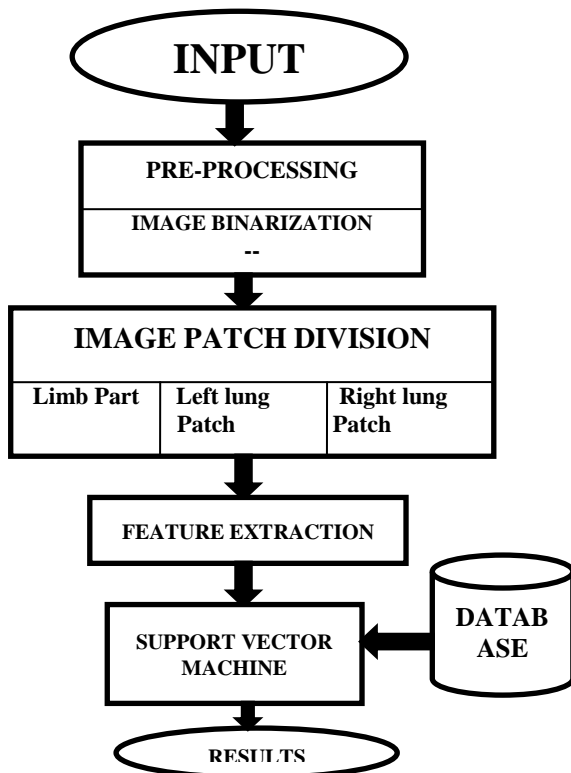 INPUT
PRE-PROCESSING
IMAGE BINARIZATION
--
IMAGE PATCH DIVISION
Limb Part
Left lung
Patch
Right lung
Patch
FEATURE EXTRACTION
SUPPORT VECTOR
MACHINE
DATAB
ASE
RESULTS